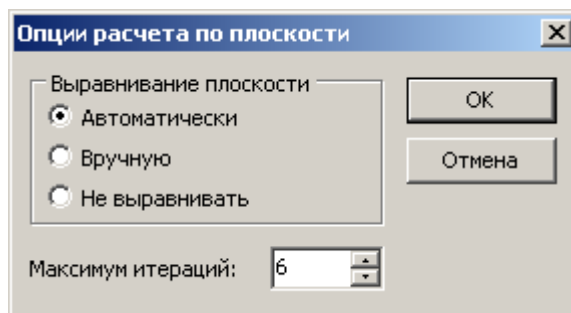 Опции расчета по плоскости
Выравнивание плоскости
Автоматически
Вручную
Не выравнивать
OK
Отмена
Максимум итераций: 6